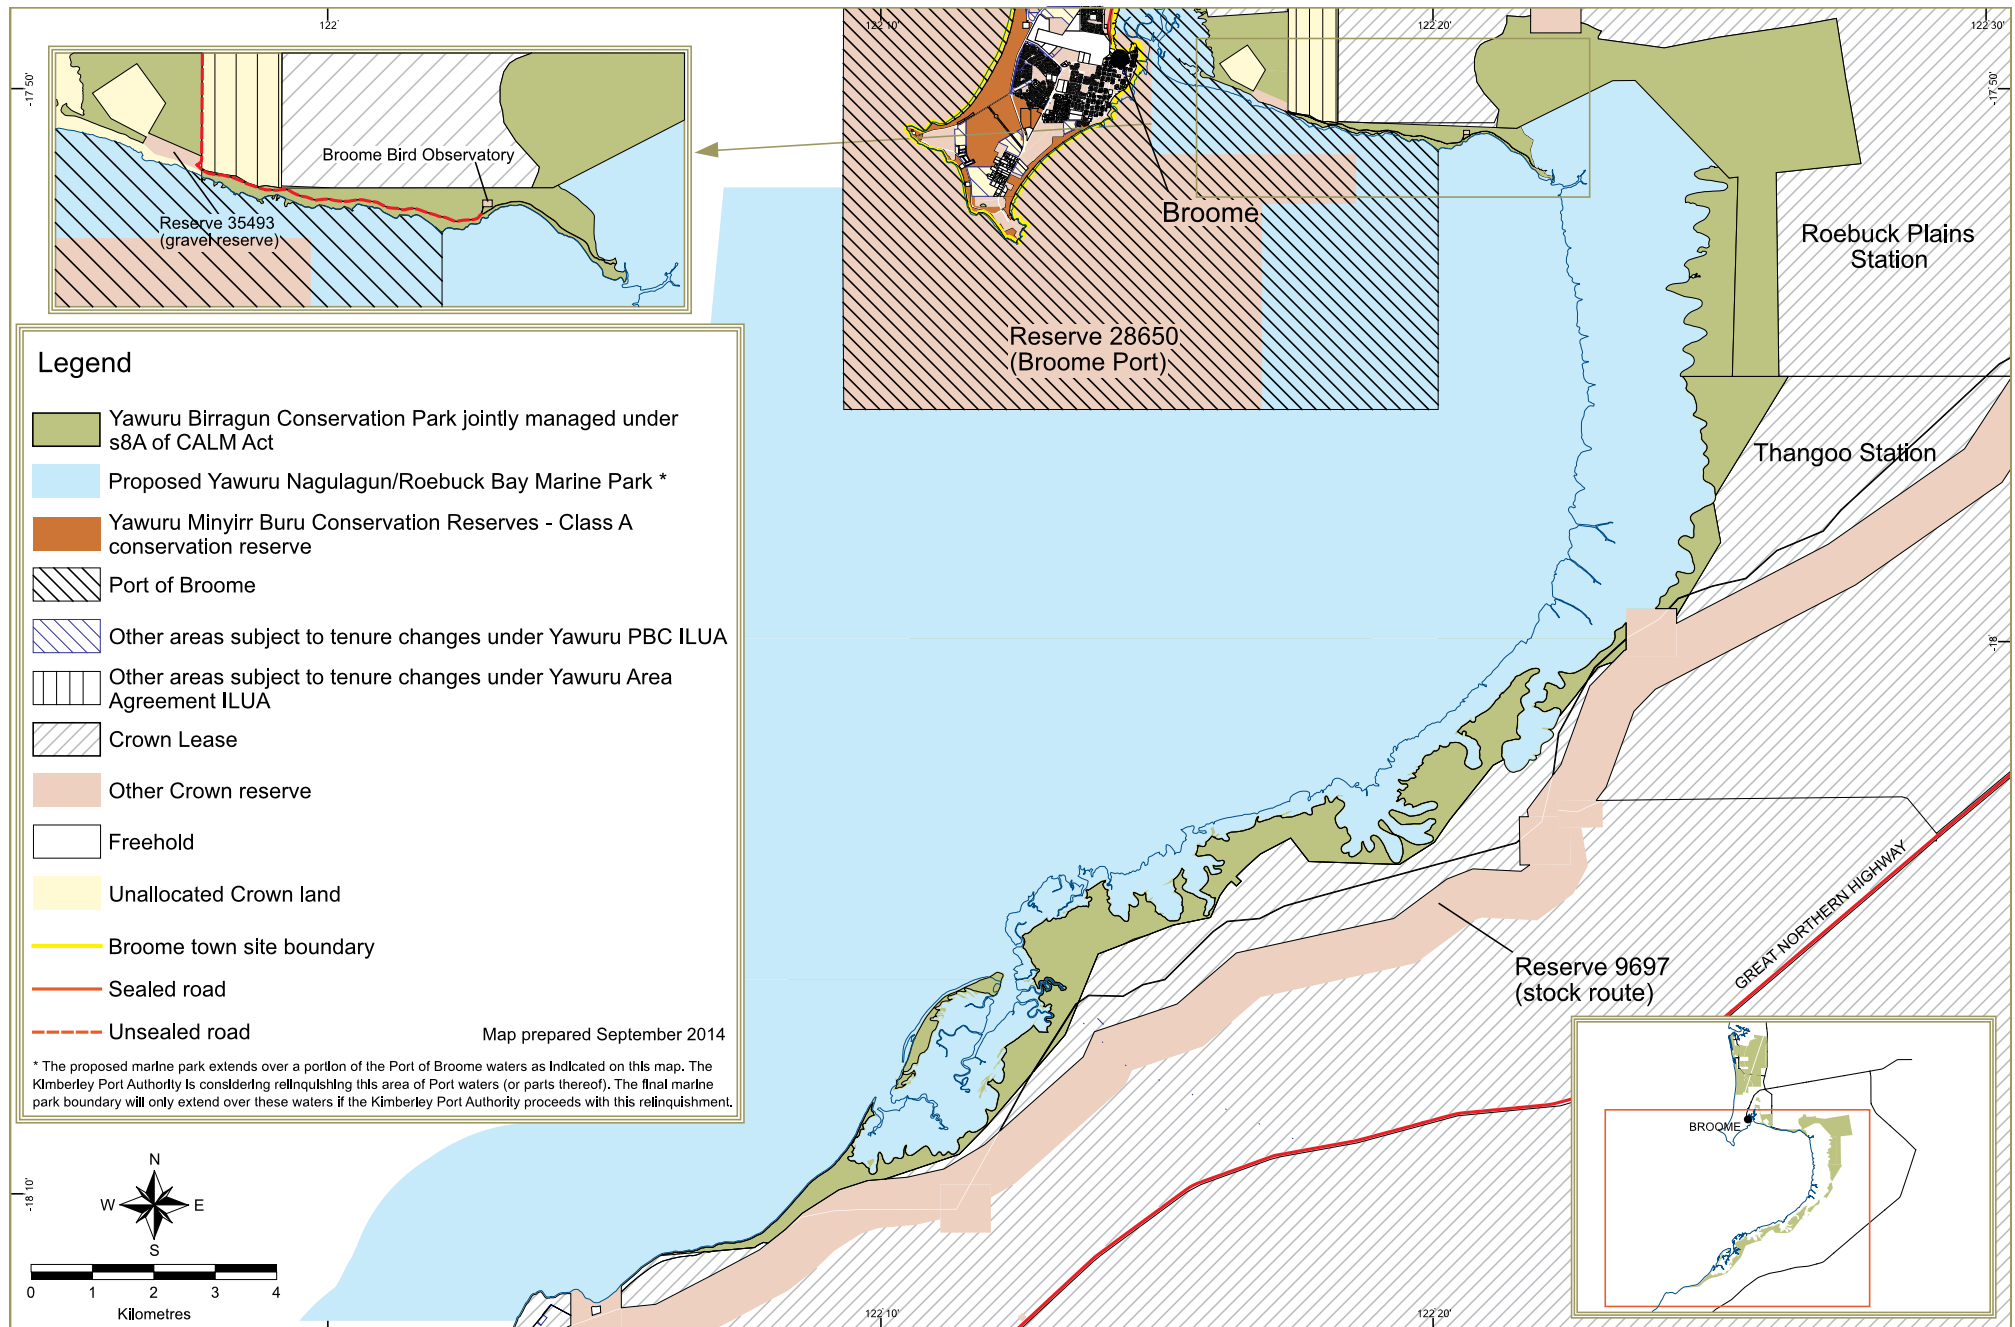 122°
122°10'
122°20'
122°30'
-17°50'
-17°50'
Broome Bird Observatory
Reserve 35493
(gravel reserve)
Broome
Roebuck Plains
Station
Reserve 28650
(Broome Port)
Thangoo Station
Legend
Yawuru Birragun Conservation Park jointly managed under
s8A of CALM Act
Proposed Yawuru Nagulagun/Roebuck Bay Marine Park *
Yawuru Minyirr Buru Conservation Reserves - Class A
conservation reserve
Port of Broome
Other areas subject to tenure changes under Yawuru PBC ILUA
Other areas subject to tenure changes under Yawuru Area
Agreement ILUA
Crown Lease
Other Crown reserve
Freehold
Unallocated Crown land
Broome town site boundary
Sealed road
Unsealed road
Map prepared September 2014
* The proposed marine park extends over a portion of the Port of Broome waters as indicated on this map. The
Kimberley Port Authority is considering relinquishing this area of Port waters (or parts thereof). The final marine
park boundary will only extend over these waters if the Kimberley Port Authority proceeds with this relinquishment.
-18°
GREAT NORTHERN HIGHWAY
Reserve 9697
(stock route)
BROOME
-18°10'
N
W
E
S
0 1 2 3 4
Kilometres
122°10'
122°20'